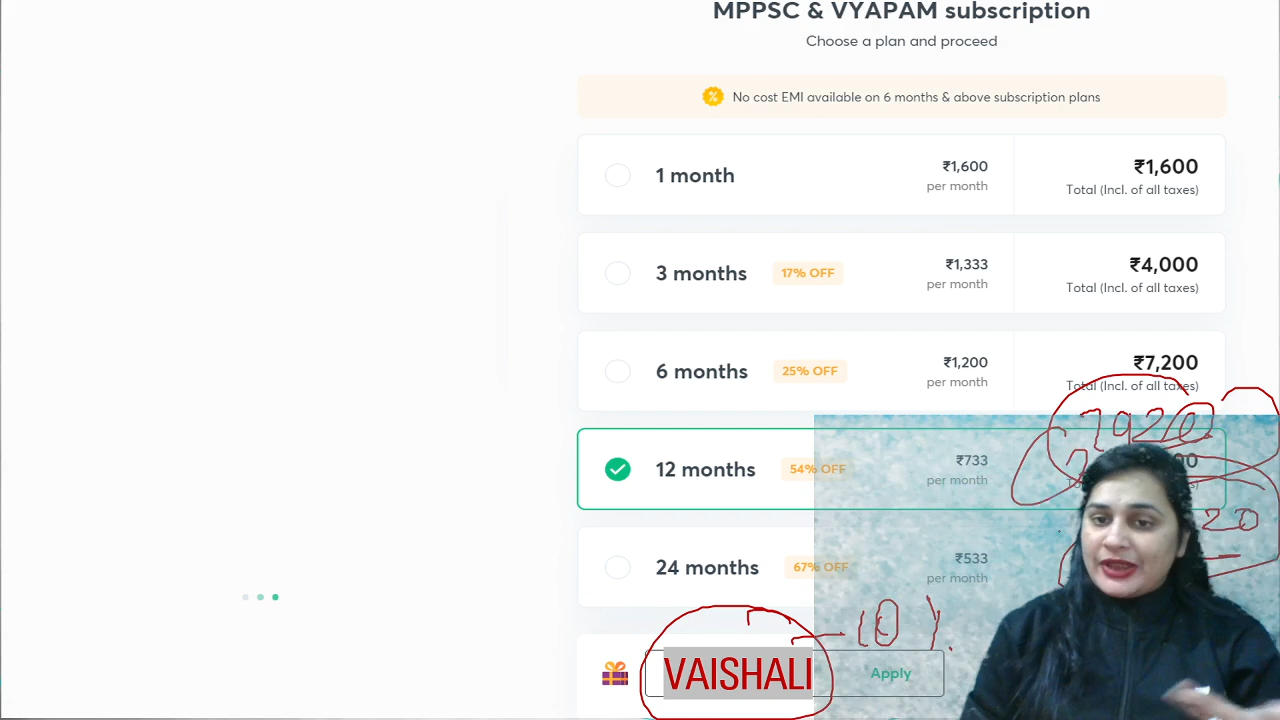 MPPSC & VYAPAM subscription
Choose a plan and proceed
No cost EMI available on 6 months & above subscription plans
1 month ₹1,600 ₹1,600
per month Total (Incl. of all taxes)
3 months 17% OFF ₹1,333 ₹4,000
per month Total (Incl. of all taxes)
6 months 25% OFF ₹1,200 ₹7,200
per month Total (Incl. of all taxes)
7920
12 months 54% OFF ₹733
per month
20
24 months 67% OFF ₹533
per month
10%
VAISHALI Apply